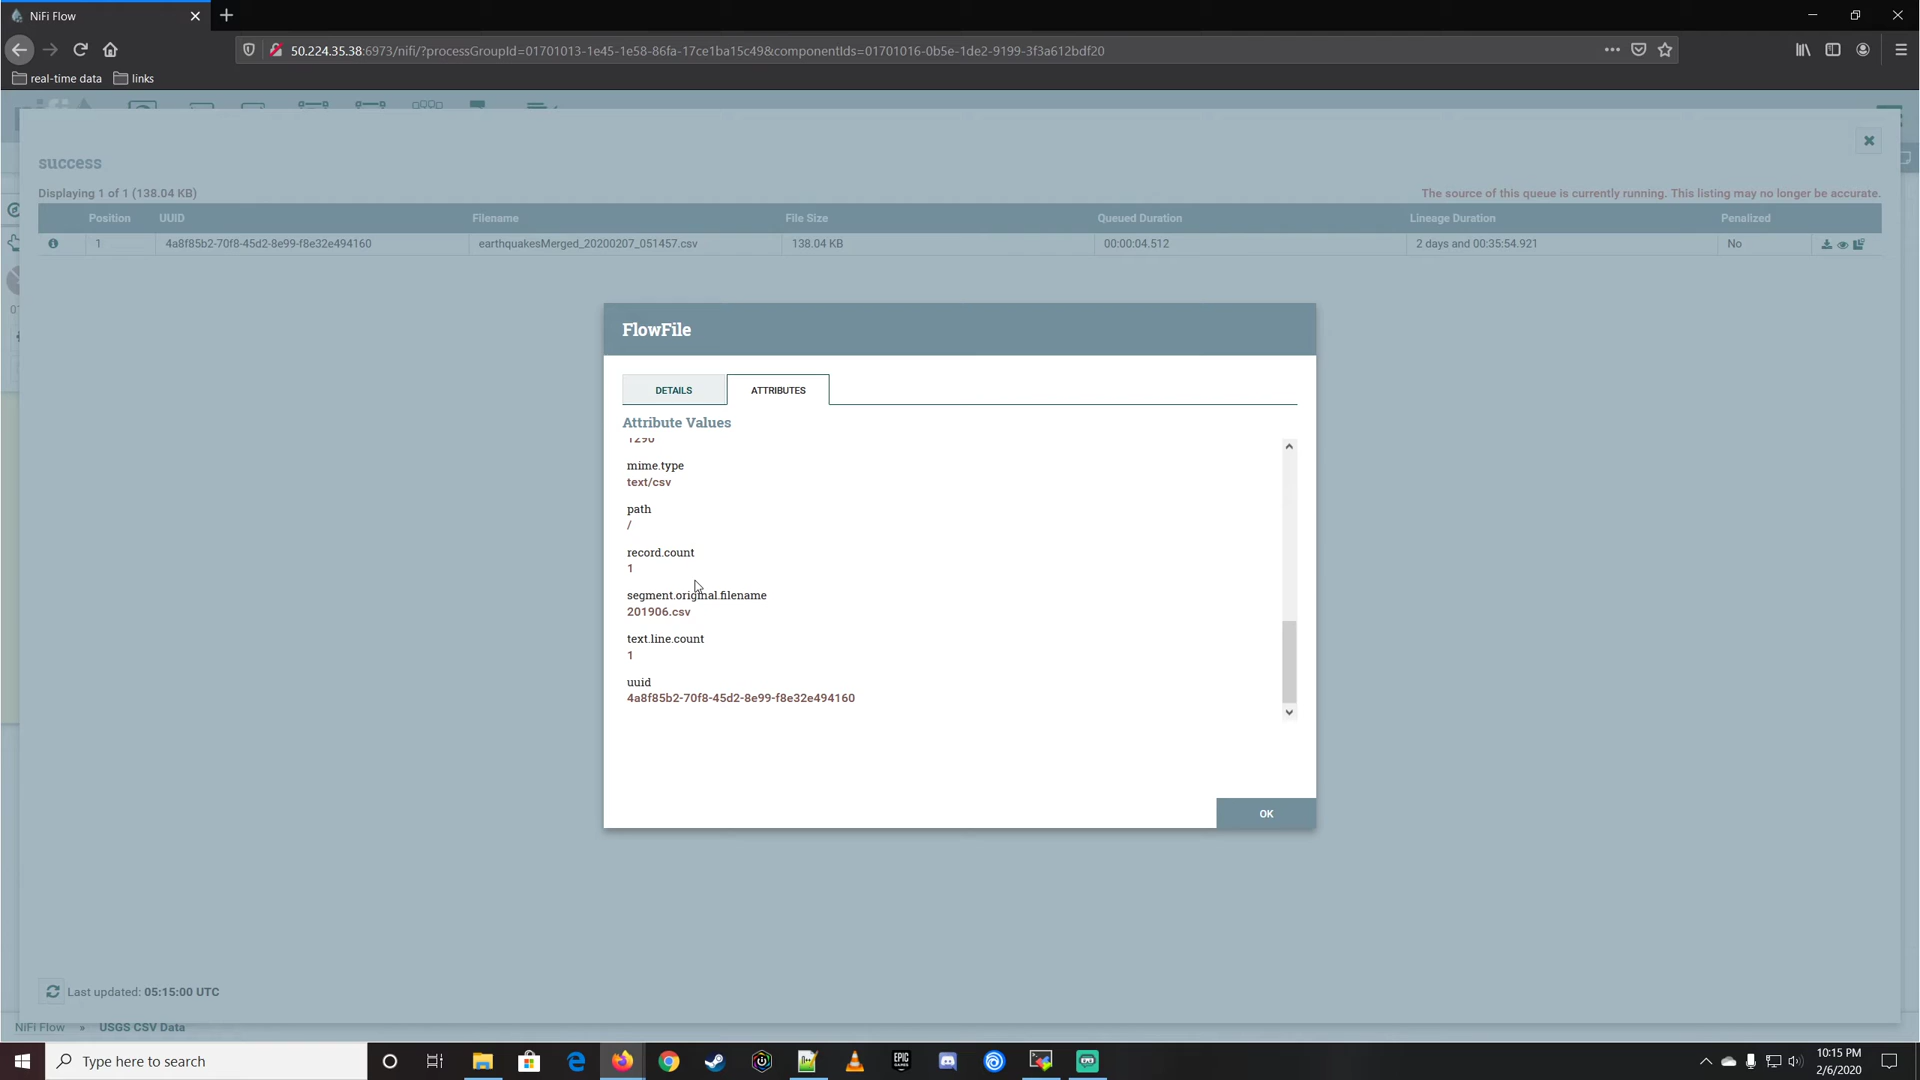 NiFi Flow
50.224.35.38:6973/nifi/?processGroupId=01701013-1e45-1e58-86fa-17ce1ba15c49&componentIds=01701016-0b5e-1de2-9199-3f3a612bdf20
real-time data links
success
Displaying 1 of 1 (138.04 KB) The source of this queue is currently running. This listing may no longer be accurate.
Position UUID Filename File Size Queued Duration Lineage Duration Penalized
1 4a8f85b2-70f8-45d2-8e99-f8e32e494160 earthquakesMerged_20200207_051457.csv 138.04 KB 00:00:04.512 2 days and 00:35:54.921 No
FlowFile
DETAILS ATTRIBUTES
Attribute Values
1290
mime.type
text/csv
path
/
record.count
1
segment.original.filename
201906.csv
text.line.count
1
uuid
4a8f85b2-70f8-45d2-8e99-f8e32e494160
OK
Last updated: 05:15:00 UTC
NiFi Flow » USGS CSV Data
Type here to search
EPIC GAMES
10:15 PM
2/6/2020